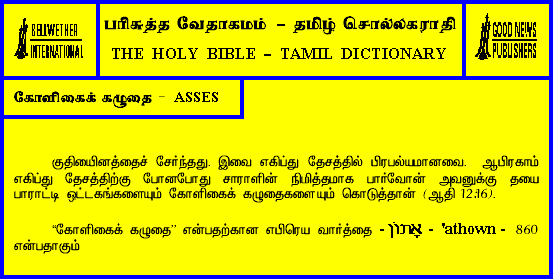 BELLWETHER
INTERNATIONAL
பரிசுத்த வேதாகமம் – தமிழ் சொல்லகராதி
THE HOLY BIBLE – TAMIL DICTIONARY
GOOD NEWS
PUBLISHERS
கோளிகைக் கழுதை - ASSES
குதியினத்தைச் சேர்ந்தது. இவை எகிப்து தேசத்தில் பிரபல்யமானவை. ஆபிரகாம்
எகிப்து தேசத்திற்கு போனபோது சாராளின் நிமித்தமாக பார்வோன் அவனுக்கு தயை
பாராட்டி ஒட்டகங்களையும் கோளிகைக் கழுதைகளையும் கொடுத்தான் (ஆதி 12:16).
“கோளிகைக் கழுதை” என்பதற்கான எபிரெய வார்த்தை - אָתוֹן - 'athown - 860
என்பதாகும்